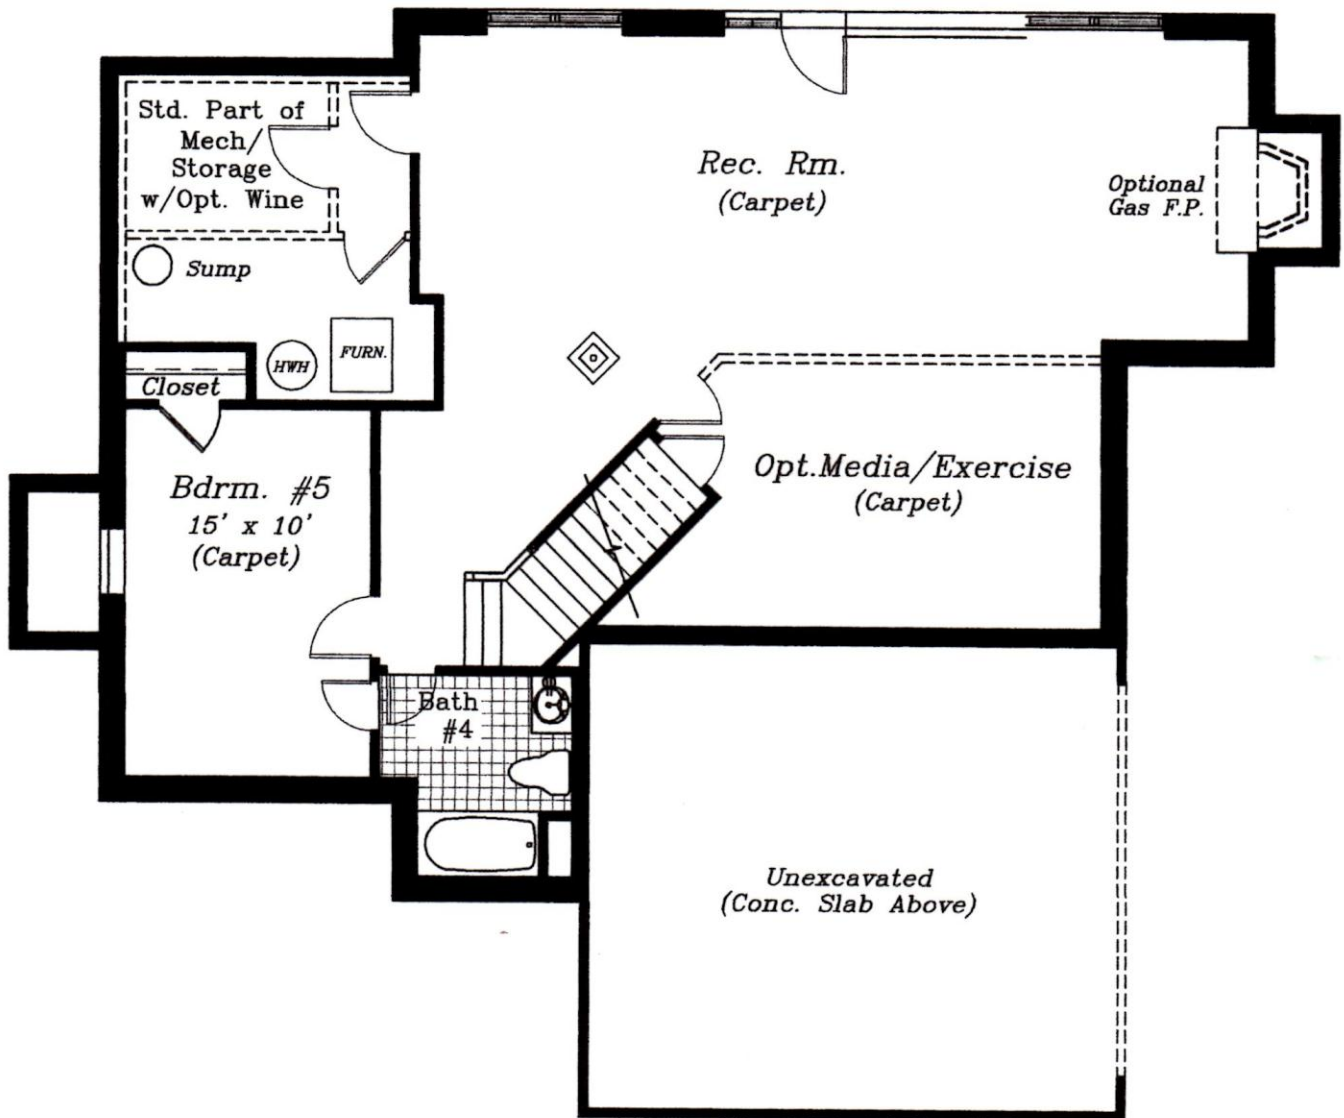 Std. Part of
Mech/
Storage
w/Opt. Wine
Rec. Rm.
(Carpet)
Optional
Gas F.P.
Sump
HWH
FURN.
Closet
Bdrm. #5
15' x 10'
(Carpet)
Opt.Media/Exercise
(Carpet)
Bath
#4
Unexcavated
(Conc. Slab Above)